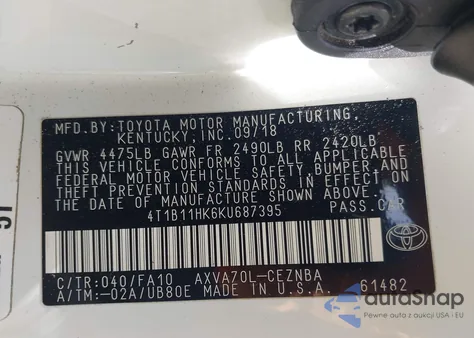 MFD.BY:TOYOTA MOTOR MANUFACTURING,
KENTUCKY,INC.09/18
GVWR 4475LB GAWR FR 2490LB RR 2420LB
THIS VEHICLE CONFORMS TO ALL APPLICABLE
FEDERAL MOTOR VEHICLE SAFETY,BUMPER AND
THEFT PREVENTION STANDARDS IN EFFECT ON
THE DATE OF MANUFACTURE SHOWN ABOVE.
4T1B11HK6KU687395 PASS.CAR
C/TR:040/FA10 AXVA70L-CEZNBA
A/TM:-02A/UB80E MADE IN U.S.A. 61482
autaSnap
Pewne auta z USA i Kanady